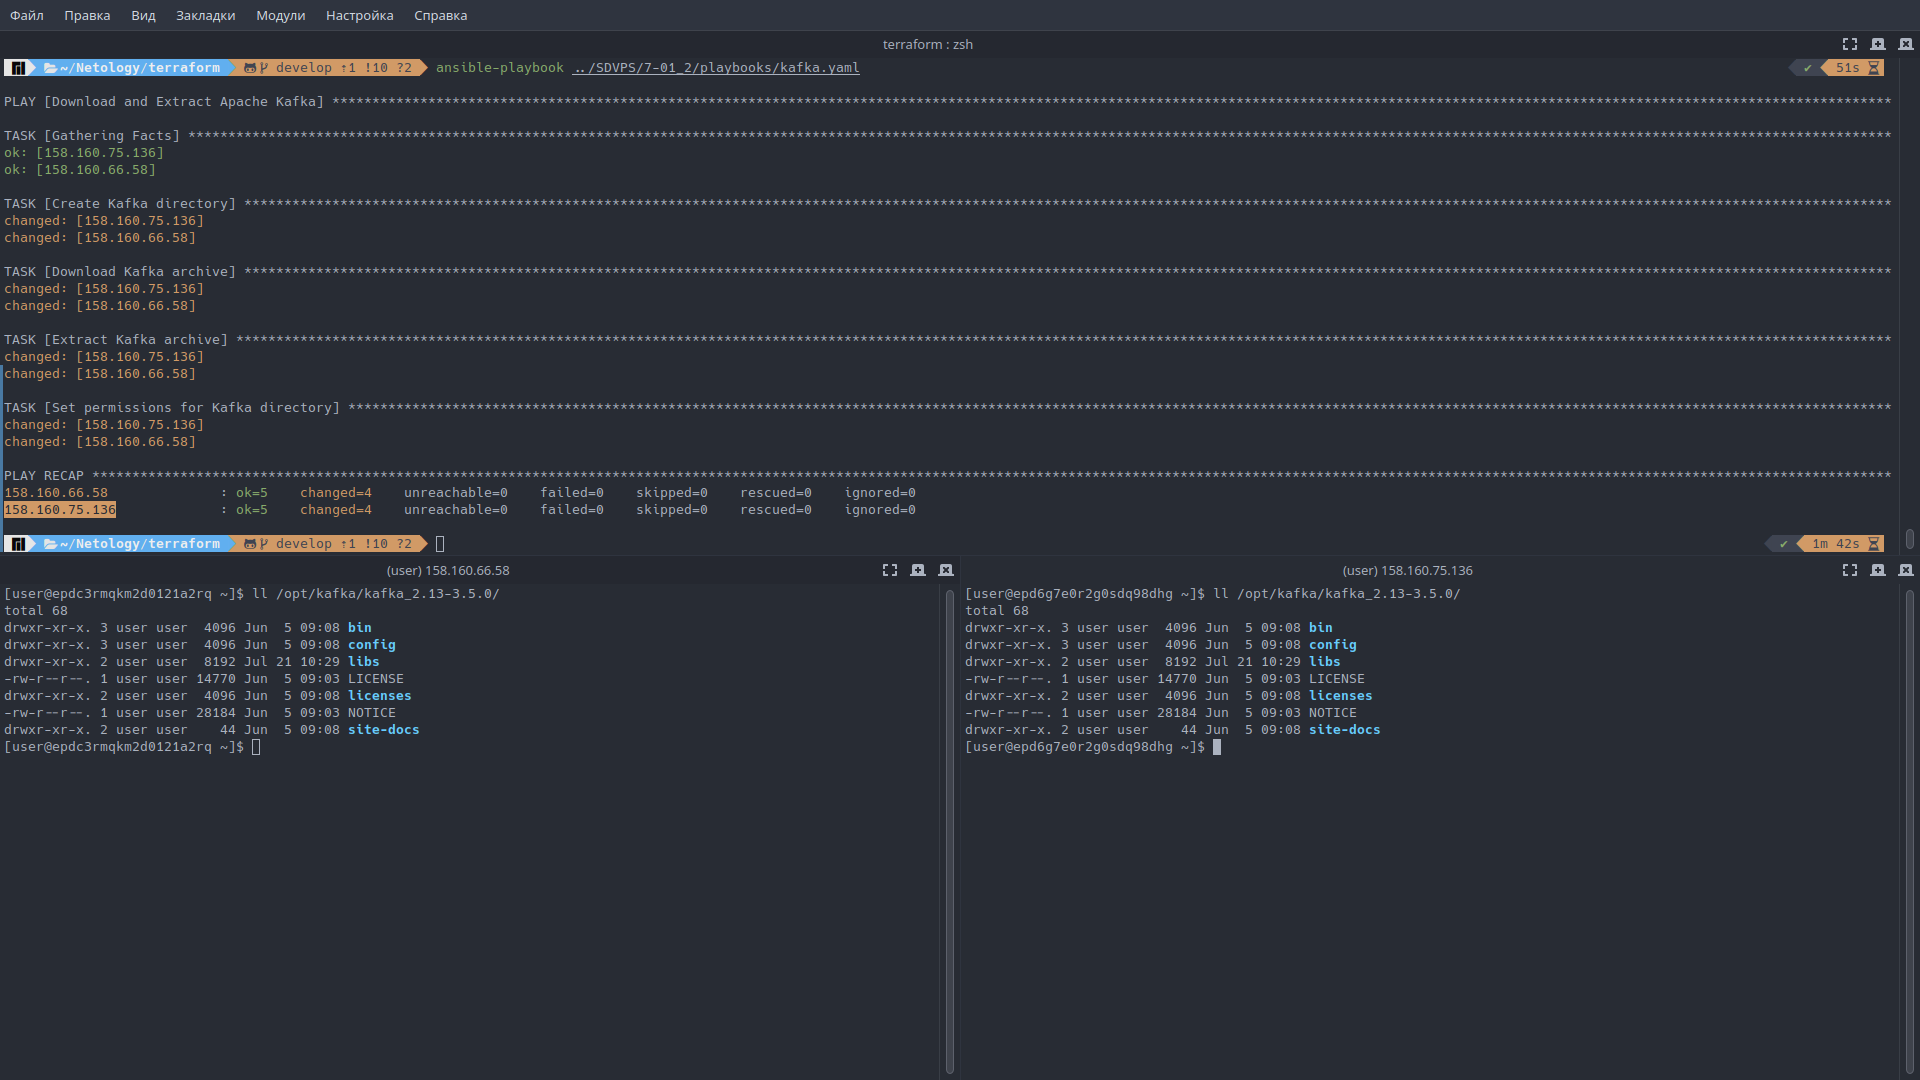 Файл Правка Вид Закладки Модули Настройка Справка
terraform : zsh
~/Netology/terraform develop ↑1 !10 ?2 ansible-playbook ../SDVPS/7-01_2/playbooks/kafka.yaml ✔ 51s
PLAY [Download and Extract Apache Kafka] ****************************************************************************************************************************************************************************************************
TASK [Gathering Facts] **********************************************************************************************************************************************************************************************************************
ok: [158.160.75.136]
ok: [158.160.66.58]
TASK [Create Kafka directory] ***************************************************************************************************************************************************************************************************************
changed: [158.160.75.136]
changed: [158.160.66.58]
TASK [Download Kafka archive] ***************************************************************************************************************************************************************************************************************
changed: [158.160.75.136]
changed: [158.160.66.58]
TASK [Extract Kafka archive] ****************************************************************************************************************************************************************************************************************
changed: [158.160.75.136]
changed: [158.160.66.58]
TASK [Set permissions for Kafka directory] **************************************************************************************************************************************************************************************************
changed: [158.160.75.136]
changed: [158.160.66.58]
PLAY RECAP **********************************************************************************************************************************************************************************************************************************
158.160.66.58 : ok=5 changed=4 unreachable=0 failed=0 skipped=0 rescued=0 ignored=0
158.160.75.136 : ok=5 changed=4 unreachable=0 failed=0 skipped=0 rescued=0 ignored=0
~/Netology/terraform develop ↑1 !10 ?2 ✔ 1m 42s
(user) 158.160.66.58
[user@epdc3rmqkm2d0121a2rq ~]$ ll /opt/kafka/kafka_2.13-3.5.0/
total 68
drwxr-xr-x. 3 user user 4096 Jun 5 09:08 bin
drwxr-xr-x. 3 user user 4096 Jun 5 09:08 config
drwxr-xr-x. 2 user user 8192 Jul 21 10:29 libs
-rw-r--r--. 1 user user 14770 Jun 5 09:03 LICENSE
drwxr-xr-x. 2 user user 4096 Jun 5 09:08 licenses
-rw-r--r--. 1 user user 28184 Jun 5 09:03 NOTICE
drwxr-xr-x. 2 user user 44 Jun 5 09:08 site-docs
[user@epdc3rmqkm2d0121a2rq ~]$
(user) 158.160.75.136
[user@epd6g7e0r2g0sdq98dhg ~]$ ll /opt/kafka/kafka_2.13-3.5.0/
total 68
drwxr-xr-x. 3 user user 4096 Jun 5 09:08 bin
drwxr-xr-x. 3 user user 4096 Jun 5 09:08 config
drwxr-xr-x. 2 user user 8192 Jul 21 10:29 libs
-rw-r--r--. 1 user user 14770 Jun 5 09:03 LICENSE
drwxr-xr-x. 2 user user 4096 Jun 5 09:08 licenses
-rw-r--r--. 1 user user 28184 Jun 5 09:03 NOTICE
drwxr-xr-x. 2 user user 44 Jun 5 09:08 site-docs
[user@epd6g7e0r2g0sdq98dhg ~]$